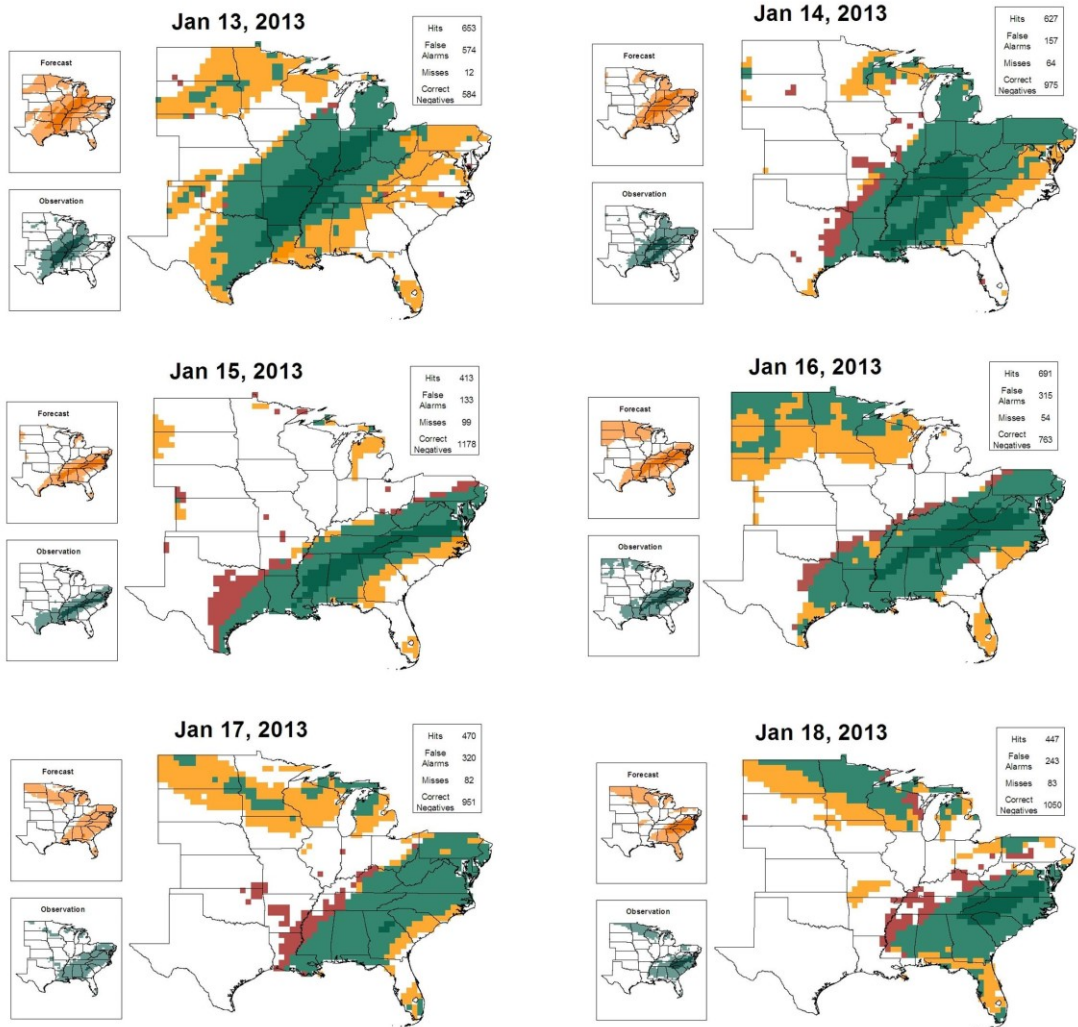 Jan 13, 2013
Hits 653
False
Alarms 574
Misses 12
Correct
Negatives 584
Forecast
Observation
Jan 14, 2013
Hits 627
False
Alarms 157
Misses 64
Correct
Negatives 975
Forecast
Observation
Jan 15, 2013
Hits 413
False
Alarms 133
Misses 99
Correct
Negatives 1178
Forecast
Observation
Jan 16, 2013
Hits 691
False
Alarms 315
Misses 54
Correct
Negatives 763
Forecast
Observation
Jan 17, 2013
Hits 470
False
Alarms 320
Misses 82
Correct
Negatives 951
Forecast
Observation
Jan 18, 2013
Hits 447
False
Alarms 243
Misses 83
Correct
Negatives 1050
Forecast
Observation